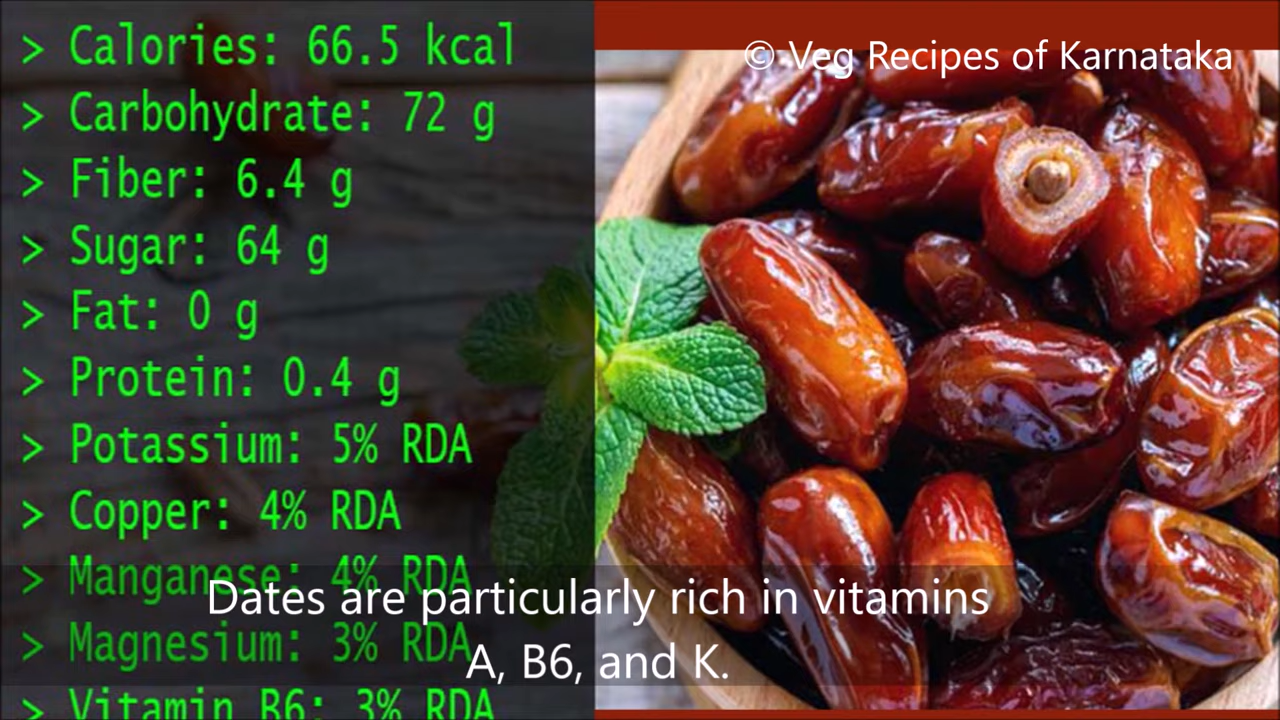 > Calories: 66.5 kcal
© Veg Recipes of Karnataka
> Carbohydrate: 72 g
> Fiber: 6.4 g
> Sugar: 64 g
> Fat: 0 g
> Protein: 0.4 g
> Potassium: 5% RDA
> Copper: 4% RDA
> Manganese: 4% RDA
Dates are particularly rich in vitamins
> Magnesium: 3% RDA
A, B6, and K.
> Vitamin B6: 3% RDA